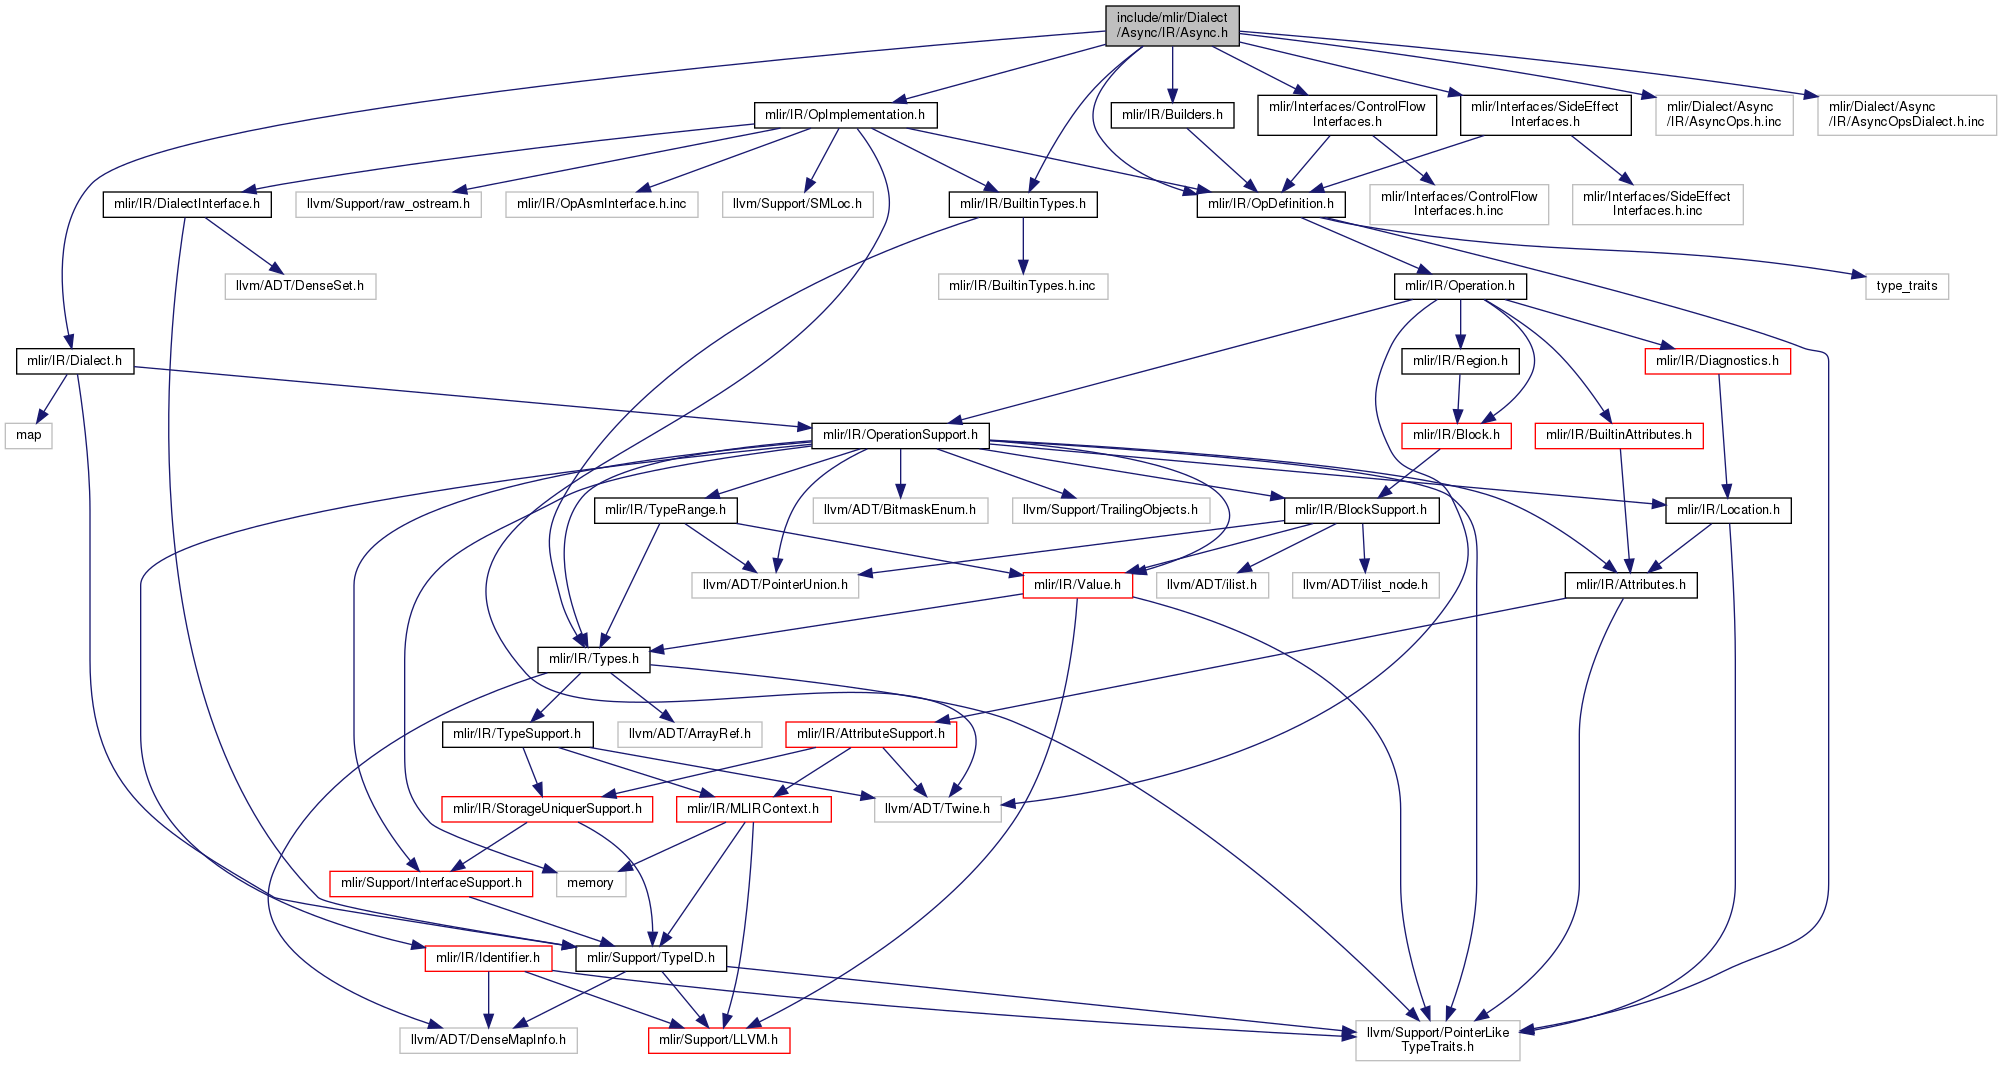 include/mlir/Dialect
/Async/IR/Async.h
mlir/IR/OpImplementation.h
mlir/IR/Builders.h
mlir/Interfaces/ControlFlow
Interfaces.h
mlir/Interfaces/SideEffect
Interfaces.h
mlir/Dialect/Async
/IR/AsyncOps.h.inc
mlir/Dialect/Async
/IR/AsyncOpsDialect.h.inc
mlir/IR/DialectInterface.h
llvm/Support/raw_ostream.h
mlir/IR/OpAsmInterface.h.inc
llvm/Support/SMLoc.h
mlir/IR/BuiltinTypes.h
mlir/IR/OpDefinition.h
mlir/Interfaces/ControlFlow
Interfaces.h.inc
mlir/Interfaces/SideEffect
Interfaces.h.inc
llvm/ADT/DenseSet.h
mlir/IR/BuiltinTypes.h.inc
mlir/IR/Operation.h
type_traits
mlir/IR/Dialect.h
mlir/IR/Region.h
mlir/IR/Diagnostics.h
map
mlir/IR/OperationSupport.h
mlir/IR/Block.h
mlir/IR/BuiltinAttributes.h
mlir/IR/TypeRange.h
llvm/ADT/BitmaskEnum.h
llvm/Support/TrailingObjects.h
mlir/IR/BlockSupport.h
mlir/IR/Location.h
llvm/ADT/PointerUnion.h
mlir/IR/Value.h
llvm/ADT/ilist.h
llvm/ADT/ilist_node.h
mlir/IR/Attributes.h
mlir/IR/Types.h
mlir/IR/TypeSupport.h
llvm/ADT/ArrayRef.h
mlir/IR/AttributeSupport.h
mlir/IR/StorageUniquerSupport.h
mlir/IR/MLIRContext.h
llvm/ADT/Twine.h
mlir/Support/InterfaceSupport.h
memory
mlir/IR/Identifier.h
mlir/Support/TypeID.h
llvm/ADT/DenseMapInfo.h
mlir/Support/LLVM.h
llvm/Support/PointerLike
TypeTraits.h